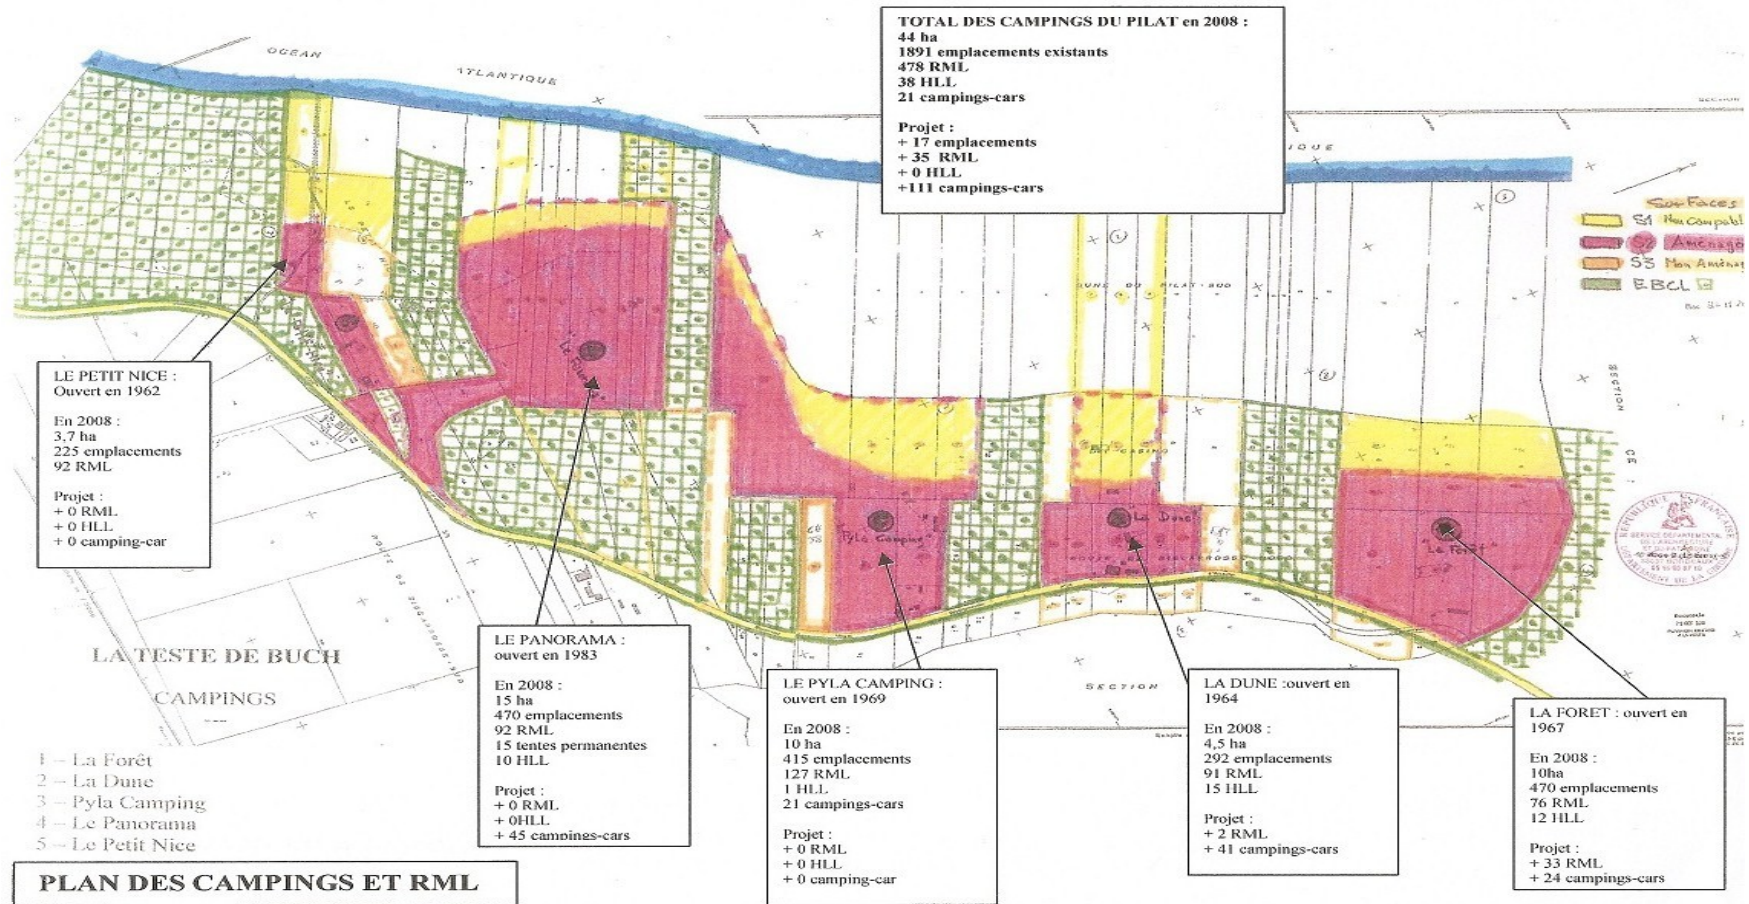 TOTAL DES CAMPINGS DU PILAT en 2008 :
44 ha
1891 emplacements existants
478 RML
38 HLL
21 campings-cars
Projet :
+ 17 emplacements
+ 35 RML
+ 0 HLL
+111 campings-cars
OCEAN
ATLANTIQUE
IQUE
Surfaces
S1
S2
S3
EBCL
DUNE DU PILAT-SUD
SECTION
LE PETIT NICE :
Ouvert en 1962
En 2008 :
3,7 ha
225 emplacements
92 RML
Projet :
+ 0 RML
+ 0 HLL
+ 0 camping-car
Pyla Camping
La Dune
La Forêt
LA TESTE DE BUCH
CAMPINGS
1 – La Forêt
2 – La Dune
3 – Pyla Camping
4 – Le Panorama
5 – Le Petit Nice
PLAN DES CAMPINGS ET RML
LE PANORAMA :
ouvert en 1983
En 2008 :
15 ha
470 emplacements
92 RML
15 tentes permanentes
10 HLL
Projet :
+ 0 RML
+ 0HLL
+ 45 campings-cars
LE PYLA CAMPING :
ouvert en 1969
En 2008 :
10 ha
415 emplacements
127 RML
1 HLL
21 campings-cars
Projet :
+ 0 RML
+ 0 HLL
+ 0 camping-car
SECTION
LA DUNE :ouvert en
1964
En 2008 :
4,5 ha
292 emplacements
91 RML
15 HLL
Projet :
+ 2 RML
+ 41 campings-cars
LA FORET : ouvert en
1967
En 2008 :
10ha
470 emplacements
76 RML
12 HLL
Projet :
+ 33 RML
+ 24 campings-cars